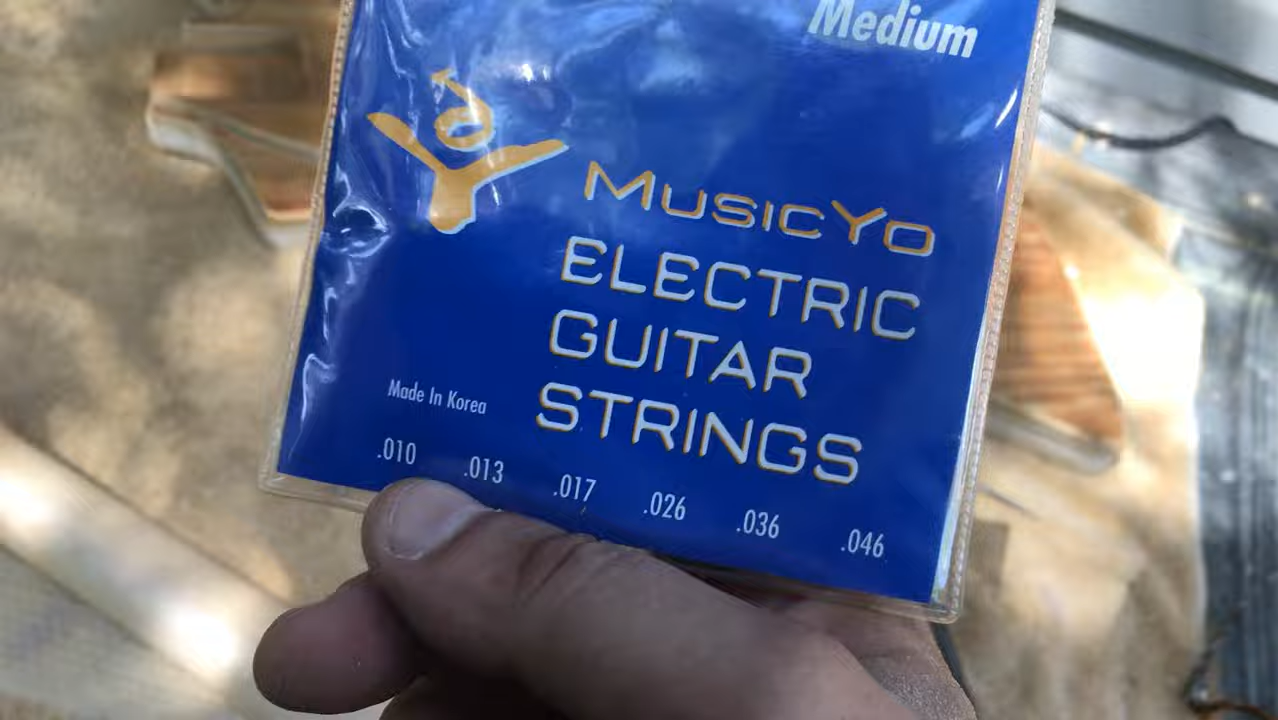 Medium
MUSICYO
ELECTRIC
GUITAR
STRINGS
Made In Korea
.010 .013 .017 .026 .036 .046